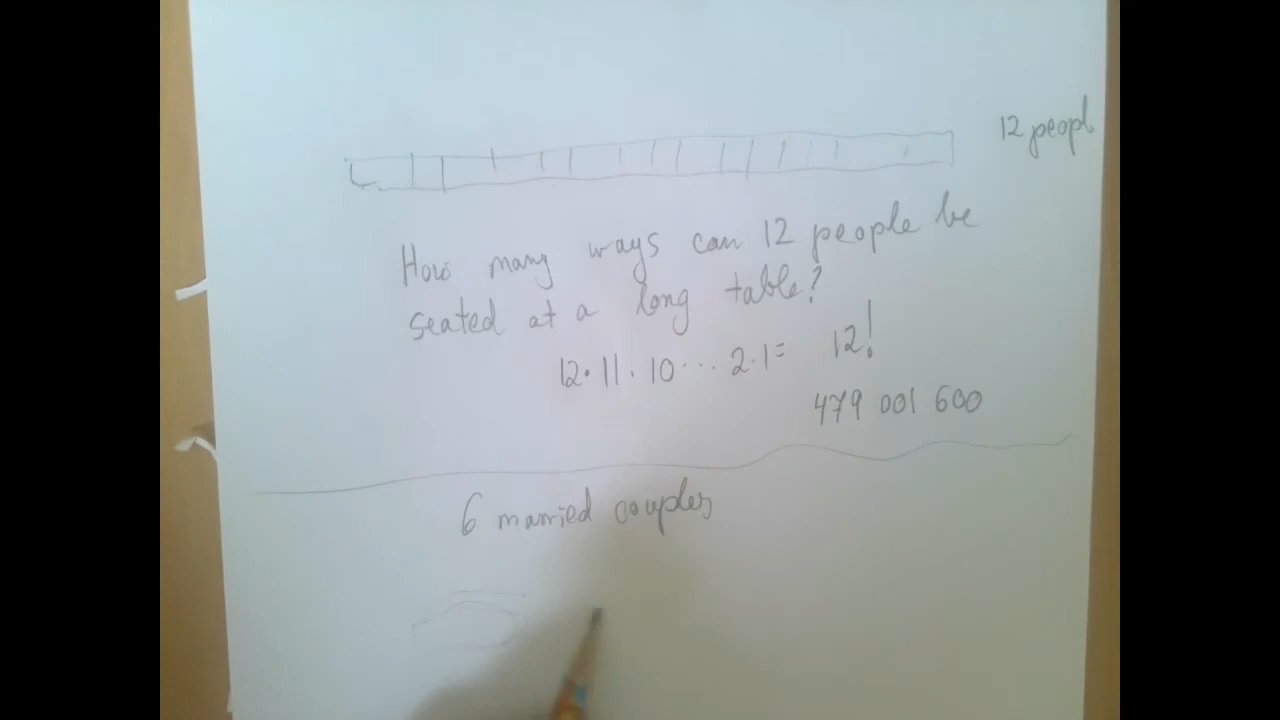 12 peopl
How many ways can 12 people be
seated at a long table?
12 · 11 · 10 ... 2 · 1 = 12!
479 001 600
6 married couples